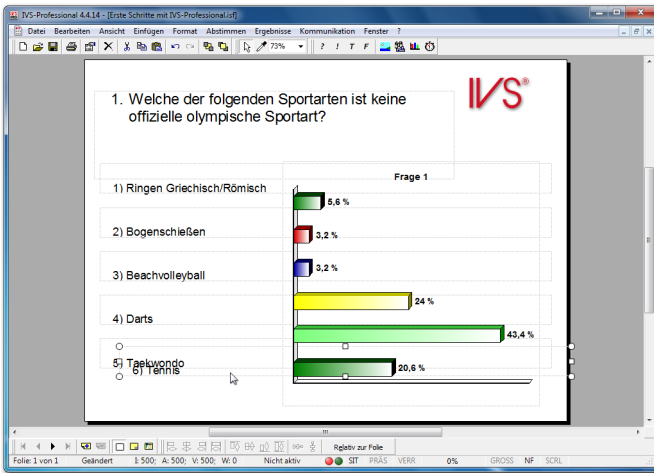 IVS-Professional 4.4.14 - [Erste Schritte mit IVS-Professional.isf]
Datei Bearbeiten Ansicht Einfügen Format Abstimmen Ergebnisse Kommunikation Fenster ?
73% ? ! T F
IVS®
1. Welche der folgenden Sportarten ist keine
offizielle olympische Sportart?
Frage 1
1) Ringen Griechisch/Römisch
5,6 %
2) Bogenschießen
3,2 %
3) Beachvolleyball
3,2 %
24 %
4) Darts
43,4 %
5) Taekwondo
6) Tennis
20,6 %
Relativ zur Folie
Folie: 1 von 1 Geändert I: 500; A: 500; V: 500; W: 0 Nicht aktiv SIT PRÄS VERR 0% GROSS NF SCRL